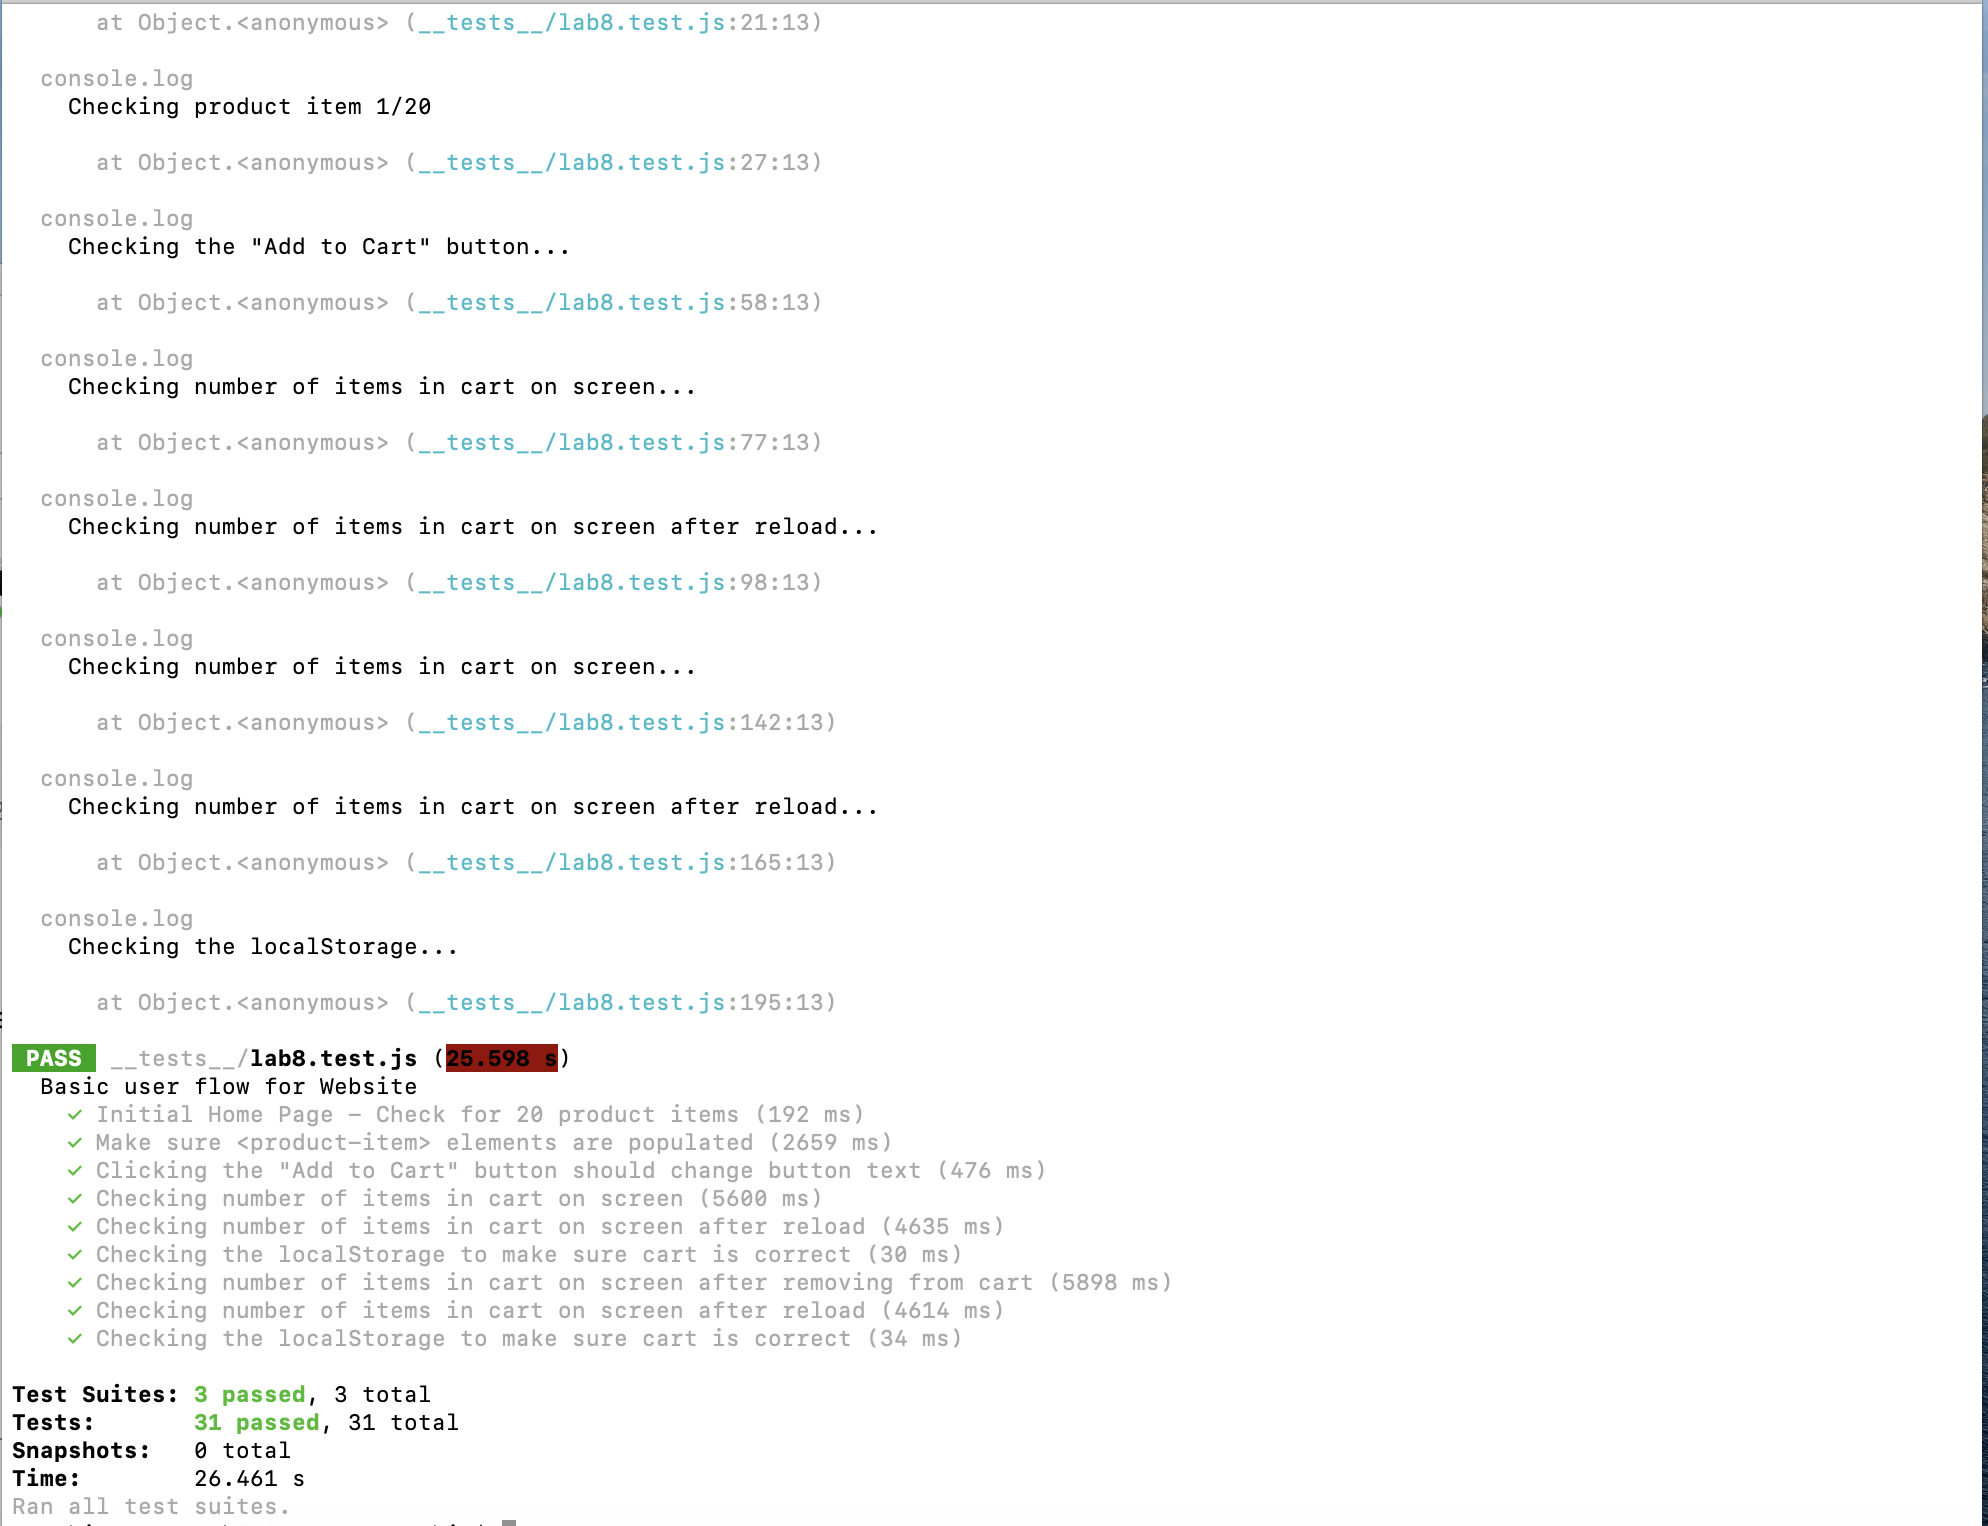 at Object.<anonymous> (__tests__/lab8.test.js:21:13)
console.log
Checking product item 1/20
at Object.<anonymous> (__tests__/lab8.test.js:27:13)
console.log
Checking the "Add to Cart" button...
at Object.<anonymous> (__tests__/lab8.test.js:58:13)
console.log
Checking number of items in cart on screen...
at Object.<anonymous> (__tests__/lab8.test.js:77:13)
console.log
Checking number of items in cart on screen after reload...
at Object.<anonymous> (__tests__/lab8.test.js:98:13)
console.log
Checking number of items in cart on screen...
at Object.<anonymous> (__tests__/lab8.test.js:142:13)
console.log
Checking number of items in cart on screen after reload...
at Object.<anonymous> (__tests__/lab8.test.js:165:13)
console.log
Checking the localStorage...
at Object.<anonymous> (__tests__/lab8.test.js:195:13)
PASS __tests__/lab8.test.js (25.598 s)
Basic user flow for Website
✓ Initial Home Page – Check for 20 product items (192 ms)
✓ Make sure <product-item> elements are populated (2659 ms)
✓ Clicking the "Add to Cart" button should change button text (476 ms)
✓ Checking number of items in cart on screen (5600 ms)
✓ Checking number of items in cart on screen after reload (4635 ms)
✓ Checking the localStorage to make sure cart is correct (30 ms)
✓ Checking number of items in cart on screen after removing from cart (5898 ms)
✓ Checking number of items in cart on screen after reload (4614 ms)
✓ Checking the localStorage to make sure cart is correct (34 ms)
Test Suites: 3 passed, 3 total
Tests: 31 passed, 31 total
Snapshots: 0 total
Time: 26.461 s
Ran all test suites.